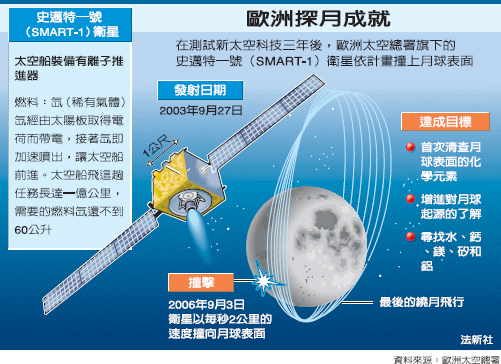 歐洲探月成就
在測試新太空科技三年後，歐洲太空總署旗下的
史邁特一號（SMART-1）衛星依計畫撞上月球表面
史邁特一號
（SMART-1）衛星
太空船裝備有離子推
進器
燃料：氙（稀有氣體）
氙經由太陽板取得電
荷而帶電，接著氙即
加速噴出，讓太空船
前進。太空船飛這趟
任務長達一億公里，
需要的燃料氙還不到
60公升
發射日期
2003年9月27日
1公尺
達成目標
首次清查月
球表面的化
學元素
增進對月球
起源的了解
尋找水、鈣
、鎂、矽和
鋁
撞擊
2006年9月3日
衛星以每秒2公里的
速度撞向月球表面
最後的繞月飛行
法新社
資料來源：歐洲太空總署